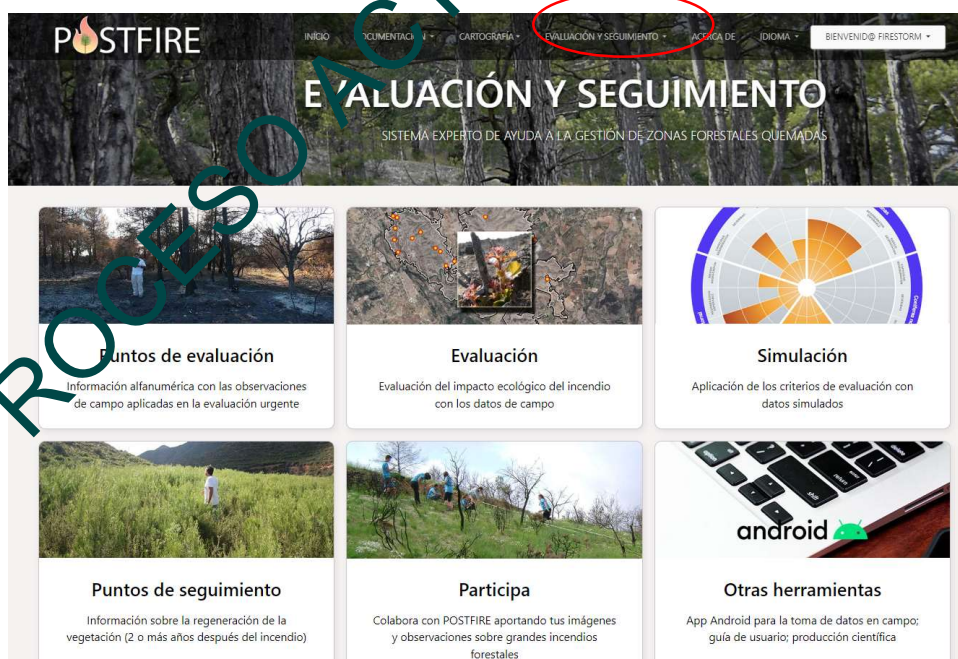 POSTFIRE
INICIO DOCUMENTACIÓN CARTOGRAFÍA EVALUACIÓN Y SEGUIMIENTO ACERCA DE IDIOMA BIENVENID@ FIRESTORM
EVALUACIÓN Y SEGUIMIENTO
SISTEMA EXPERTO DE AYUDA A LA GESTIÓN DE ZONAS FORESTALES QUEMADAS
ROCESO AC
Puntos de evaluación
Información alfanumérica con las observaciones
de campo aplicadas en la evaluación urgente
Evaluación
Evaluación del impacto ecológico del incendio
con los datos de campo
Simulación
Aplicación de los criterios de evaluación con
datos simulados
Puntos de seguimiento
Información sobre la regeneración de la
vegetación (2 o más años después del incendio)
Participa
Colabora con POSTFIRE aportando tus imágenes
y observaciones sobre grandes incendios
forestales
android
Otras herramientas
App Android para la toma de datos en campo;
guía de usuario; producción científica